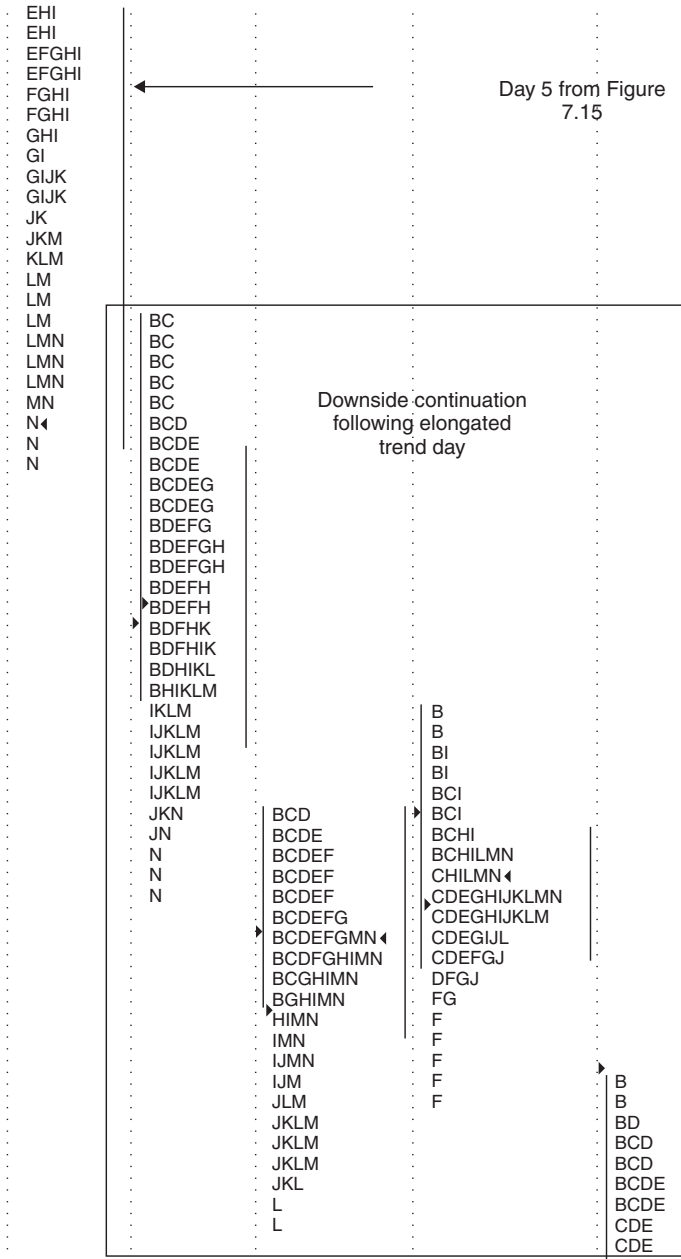 EHI
EHI
EFGHI
EFGHI
FGHI
FGHI
GHI
GI
GIJK
GIJK
JK
JKM
KLM
LM
LM
LM
LMN
LMN
LMN
MN
N
N
N
Day 5 from Figure
7.15
Downside continuation
following elongated
trend day
BC
BC
BC
BC
BC
BCD
BCDE
BCDE
BCDEG
BCDEG
BDEFG
BDEFGH
BDEFGH
BDEFH
BDEFH
BDFHK
BDFHIK
BDHIKL
BHIKLM
IKLM
IJKLM
IJKLM
IJKLM
IJKLM
JKN
JN
N
N
N
BCD
BCDE
BCDEF
BCDEF
BCDEF
BCDEFG
BCDEFGMN
BCDFGHIMN
BCGHIMN
BGHIMN
HIMN
IMN
IJMN
IJM
JLM
JKLM
JKLM
JKLM
JKL
L
L
B
B
BI
BI
BCI
BCI
BCHI
BCHILMN
CHILMN
CDEGHIJKLMN
CDEGHIJKLM
CDEGIJL
CDEFGJ
DFGJ
FG
F
F
F
F
F
B
B
BD
BCD
BCD
BCDE
BCDE
CDE
CDE